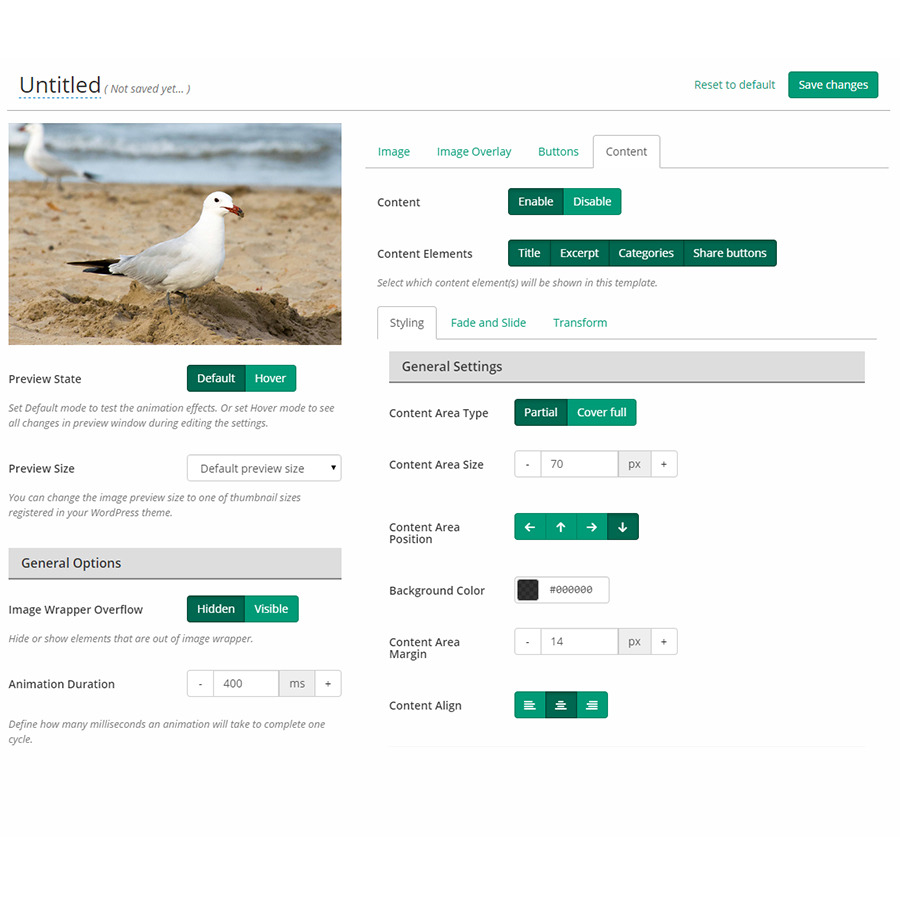 Untitled ( Not saved yet... )
Reset to default
Save changes
Preview State
Default
Hover
Set Default mode to test the animation effects. Or set Hover mode to see
all changes in preview window during editing the settings.
Preview Size
Default preview size
You can change the image preview size to one of thumbnail sizes
registered in your WordPress theme.
General Options
Image Wrapper Overflow
Hidden
Visible
Hide or show elements that are out of image wrapper.
Animation Duration
-
400
ms
+
Define how many milliseconds an animation will take to complete one
cycle.
Image
Image Overlay
Buttons
Content
Content
Enable
Disable
Content Elements
Title
Excerpt
Categories
Share buttons
Select which content element(s) will be shown in this template.
Styling
Fade and Slide
Transform
General Settings
Content Area Type
Partial
Cover full
Content Area Size
-
70
px
+
Content Area
Position
Background Color
#000000
Content Area
Margin
-
14
px
+
Content Align